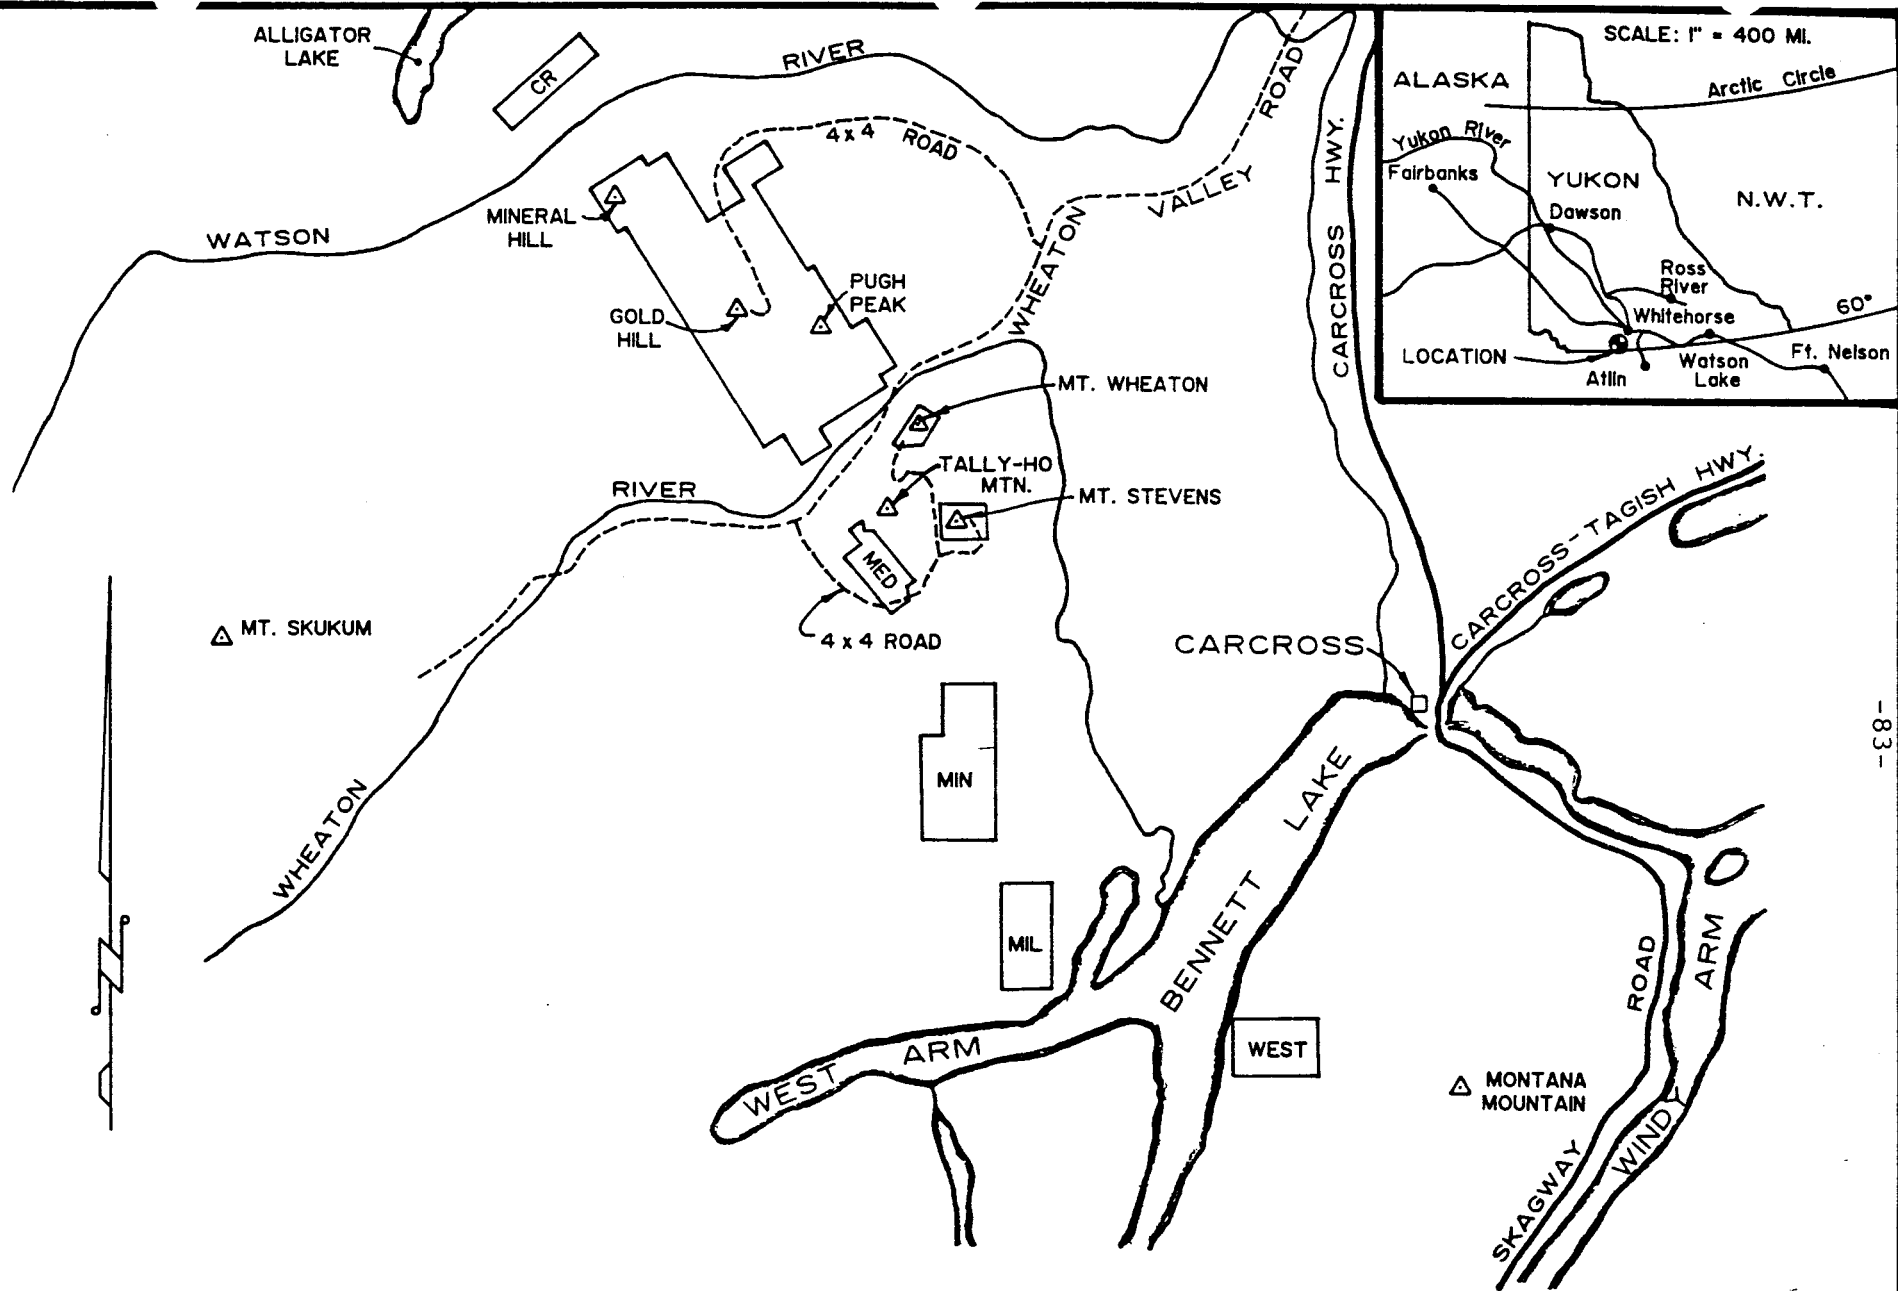 ALLIGATOR
LAKE
CR
RIVER
4 x 4 ROAD
ROAD
VALLEY
WHEATON
CARCROSS HWY.
CARCROSS HWY.
SCALE: 1" = 400 MI.
ALASKA
Arctic Circle
Yukon River
Fairbanks
YUKON
N.W.T.
Dawson
Ross
River
60°
Whitehorse
LOCATION
Watson
Lake
Ft. Nelson
Atlin
MINERAL
HILL
WATSON
PUGH
PEAK
GOLD
HILL
MT. WHEATON
TALLY-HO
MTN.
MT. STEVENS
RIVER
MED
4 x 4 ROAD
MT. SKUKUM
CARCROSS-TAGISH HWY.
CARCROSS
MIN
WHEATON
LAKE
BENNETT
MIL
ARM
WEST
WEST
ROAD
ARM
MONTANA
MOUNTAIN
WIND
SKAGWAY
-83-